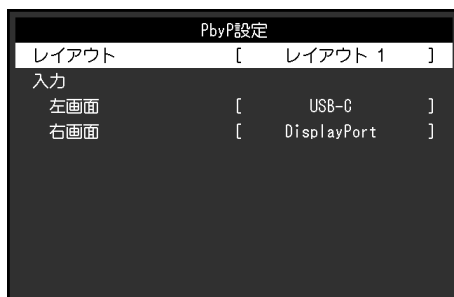 PbyP設定
レイアウト [ レイアウト 1 ]
入力
左画面 [ USB-C ]
右画面 [ DisplayPort ]